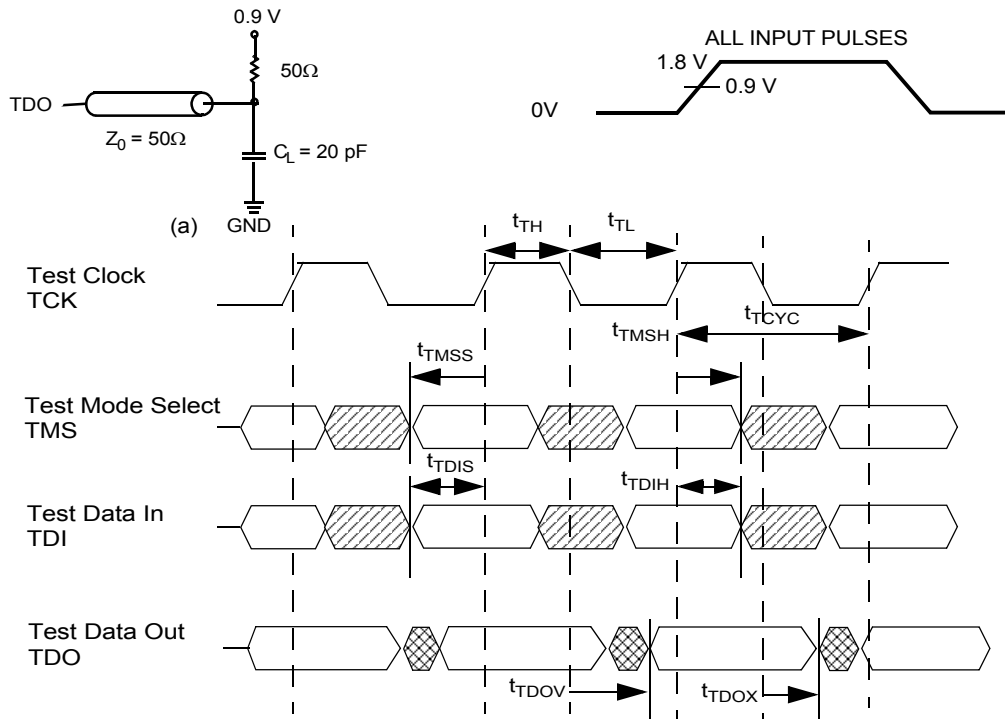 0.9 V
50Ω
TDO
Z0 = 50Ω
CL = 20 pF
(a) GND
ALL INPUT PULSES
1.8 V
0.9 V
0V
tTH
tTL
Test Clock
TCK
tTMSH
tTCYC
tTMSS
Test Mode Select
TMS
tTDIS
tTDIH
Test Data In
TDI
Test Data Out
TDO
tTDOV
tTDOX